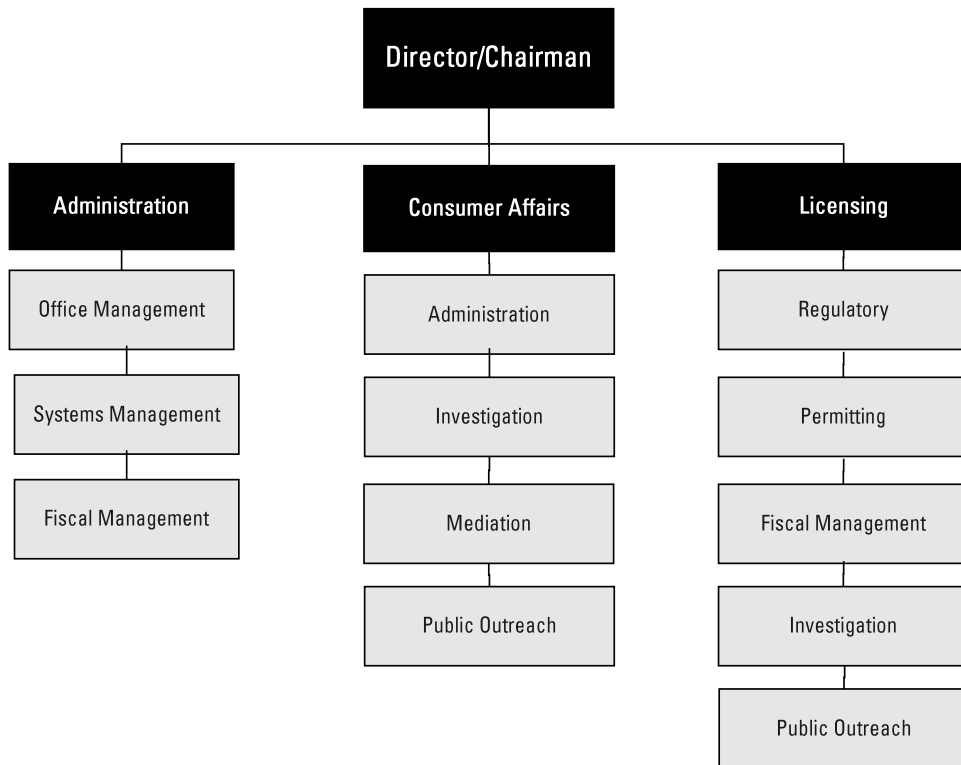 Director/Chairman
Administration
Office Management
Systems Management
Fiscal Management
Consumer Affairs
Administration
Investigation
Mediation
Public Outreach
Licensing
Regulatory
Permitting
Fiscal Management
Investigation
Public Outreach